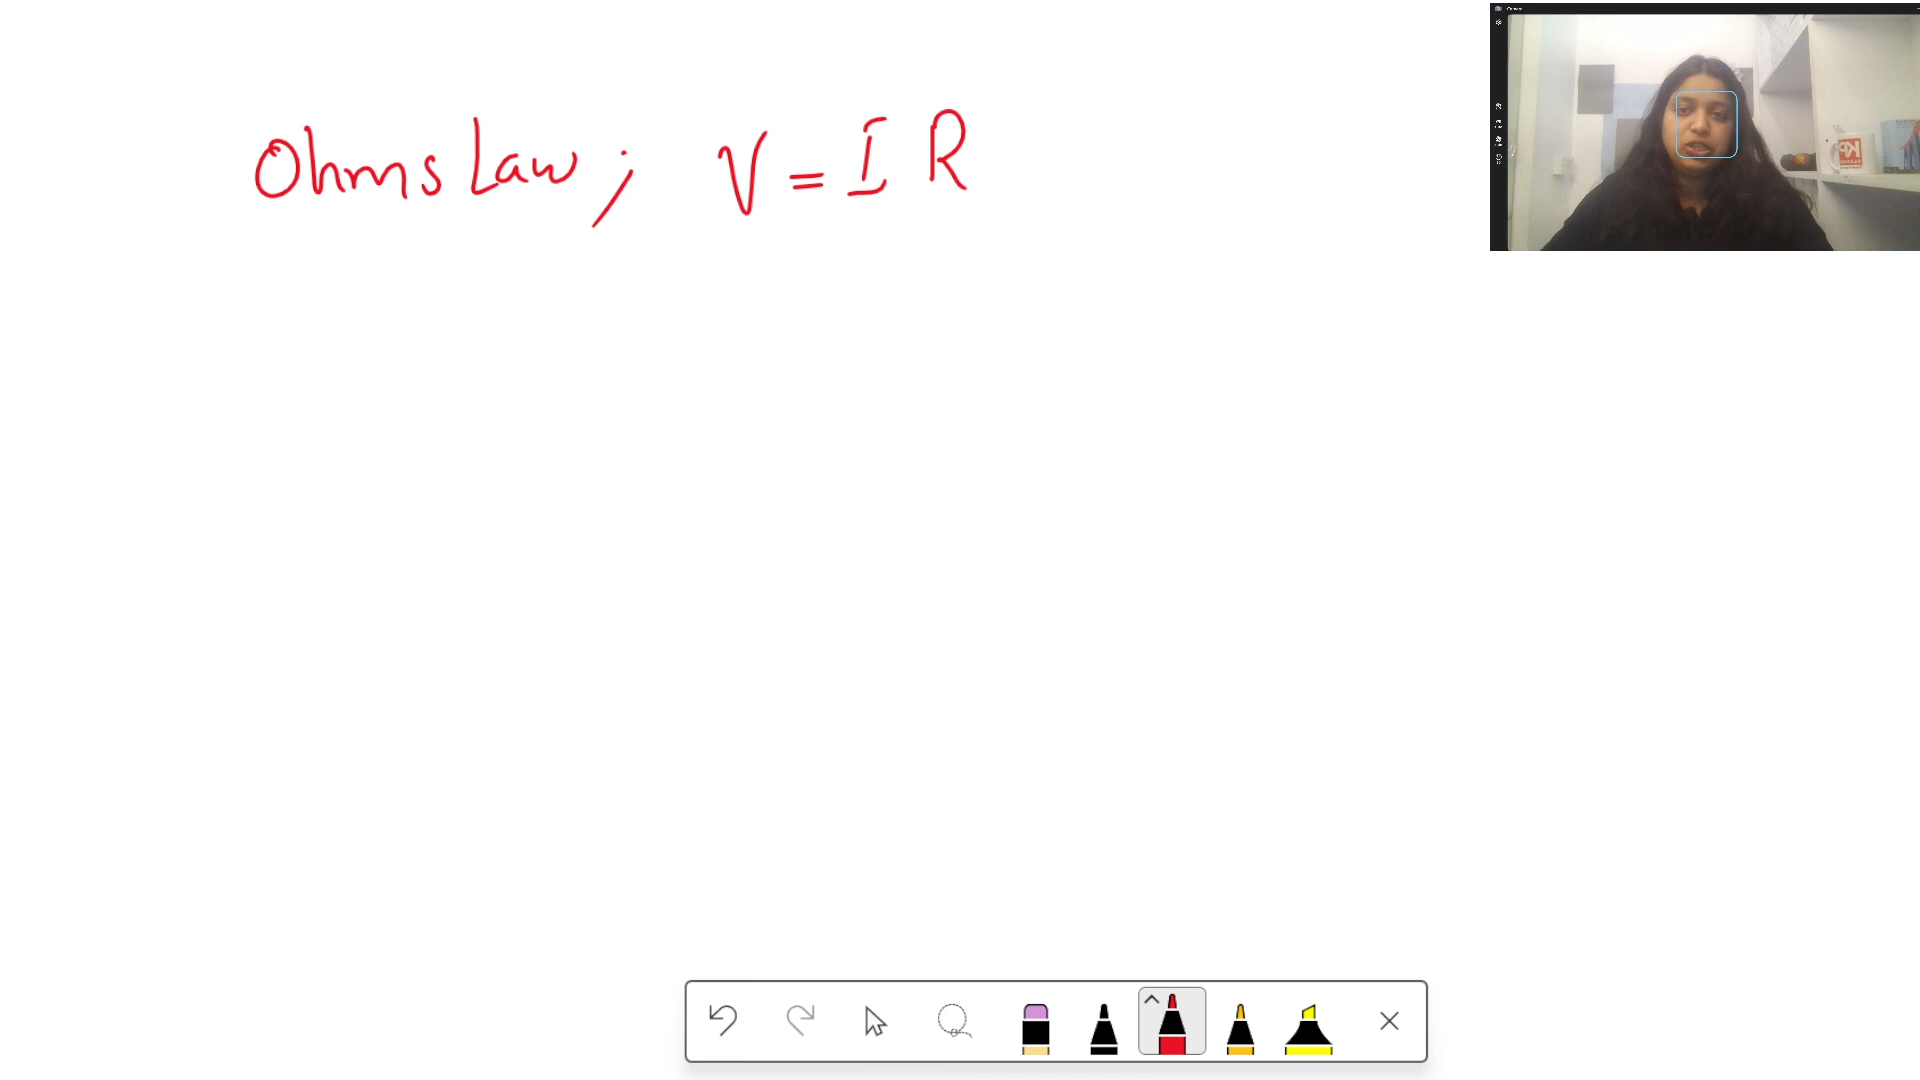 Ohms Law; V = I R